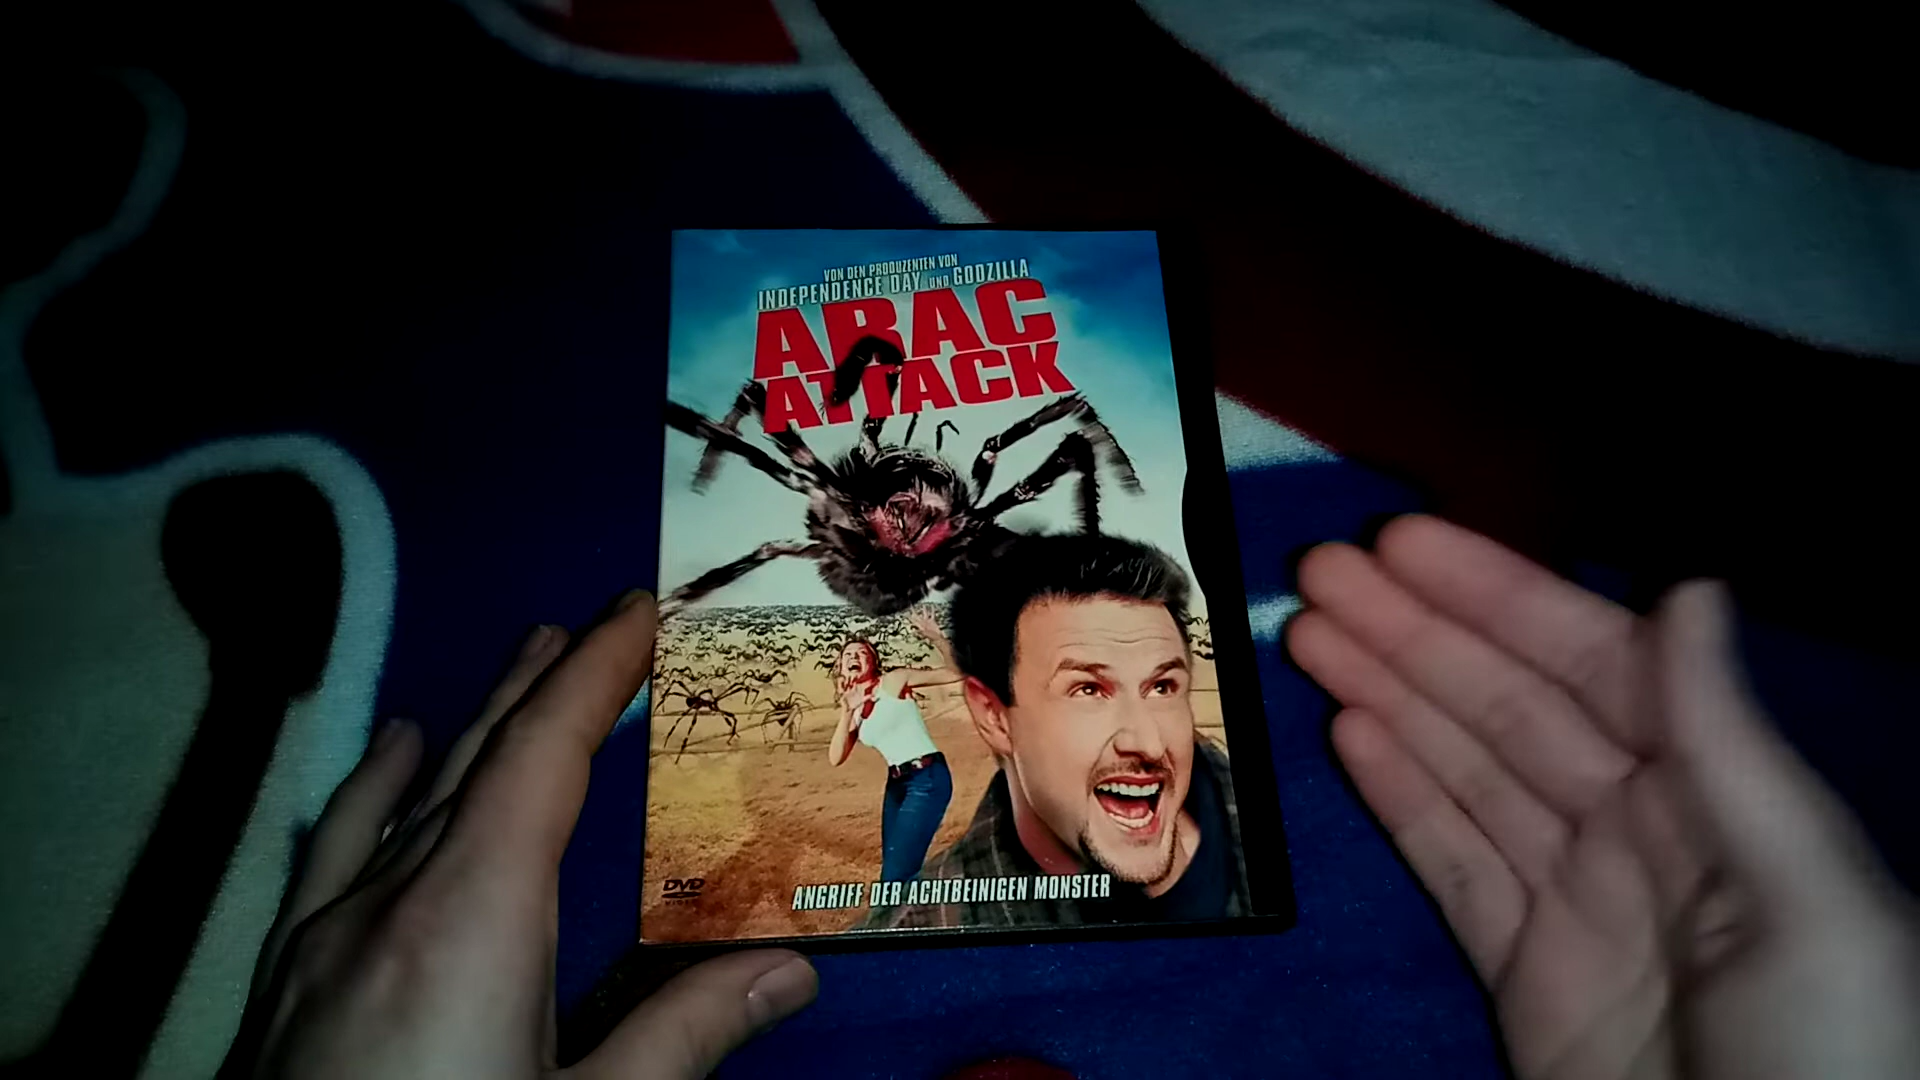 VON DEN PRODUZENTEN VON
INDEPENDENCE DAY UND GODZILLA
ARAC
ATTACK
DVD
VIDEO
ANGRIFF DER ACHTBEINIGEN MONSTER